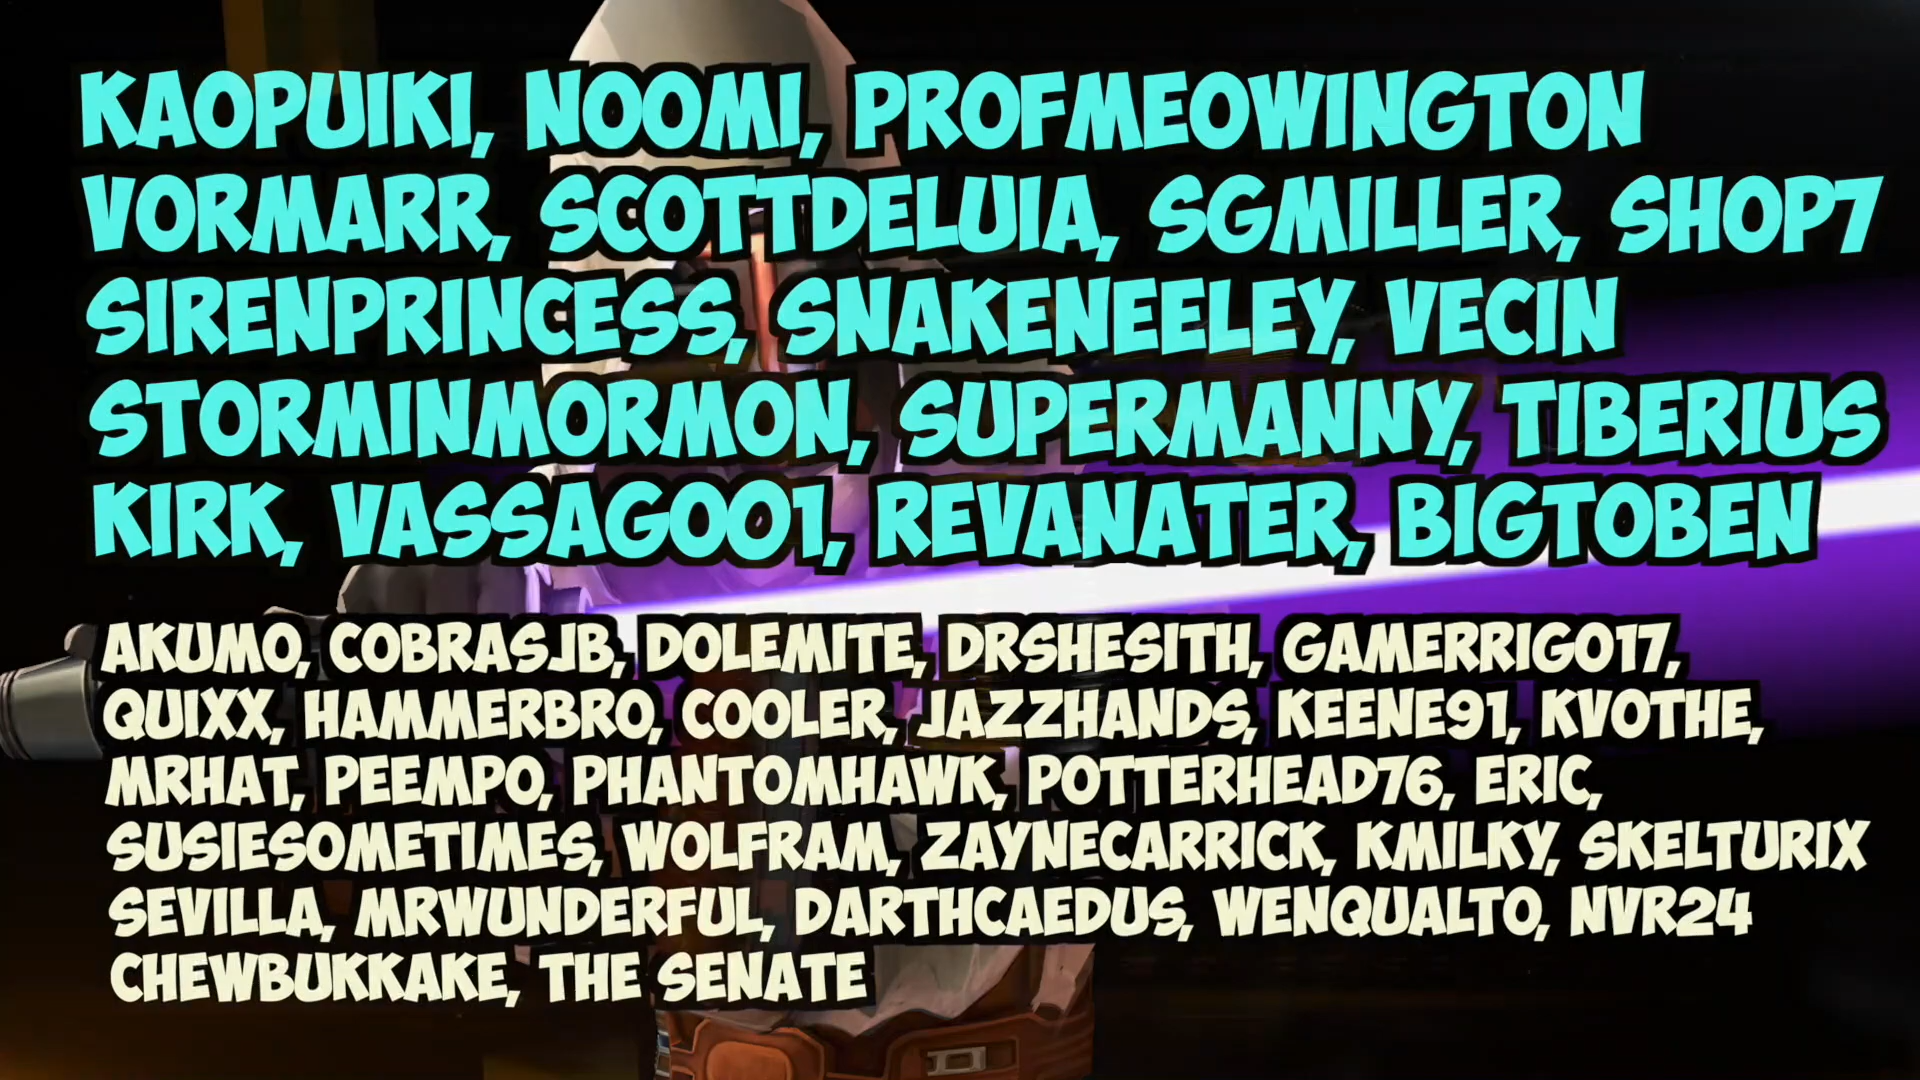 KAOPUIKI, NOOMI, PROFMEOWINGTON
VORMARR, SCOTTDELUIA, SGMILLER, SHOP7
SIRENPRINCESS, SNAKENEELEY, VECIN
STORMINMORMON, SUPERMANNY, TIBERIUS
KIRK, VASSAGO01, REVANATER, BIGTOBEN
AKUMO, COBRASJB, DOLEMITE, DRSHESITH, GAMERRIGO17,
QUIXX, HAMMERBRO, COOLER, JAZZHANDS, KEENE91, KVOTHE,
MRHAT, PEEMPO, PHANTOMHAWK, POTTERHEAD76, ERIC,
SUSIESOMETIMES, WOLFRAM, ZAYNECARRICK, KMILKY, SKELTURIX
SEVILLA, MRWUNDERFUL, DARTHCAEDUS, WENQUALTO, NVR24
CHEWBUKKAKE, THE SENATE